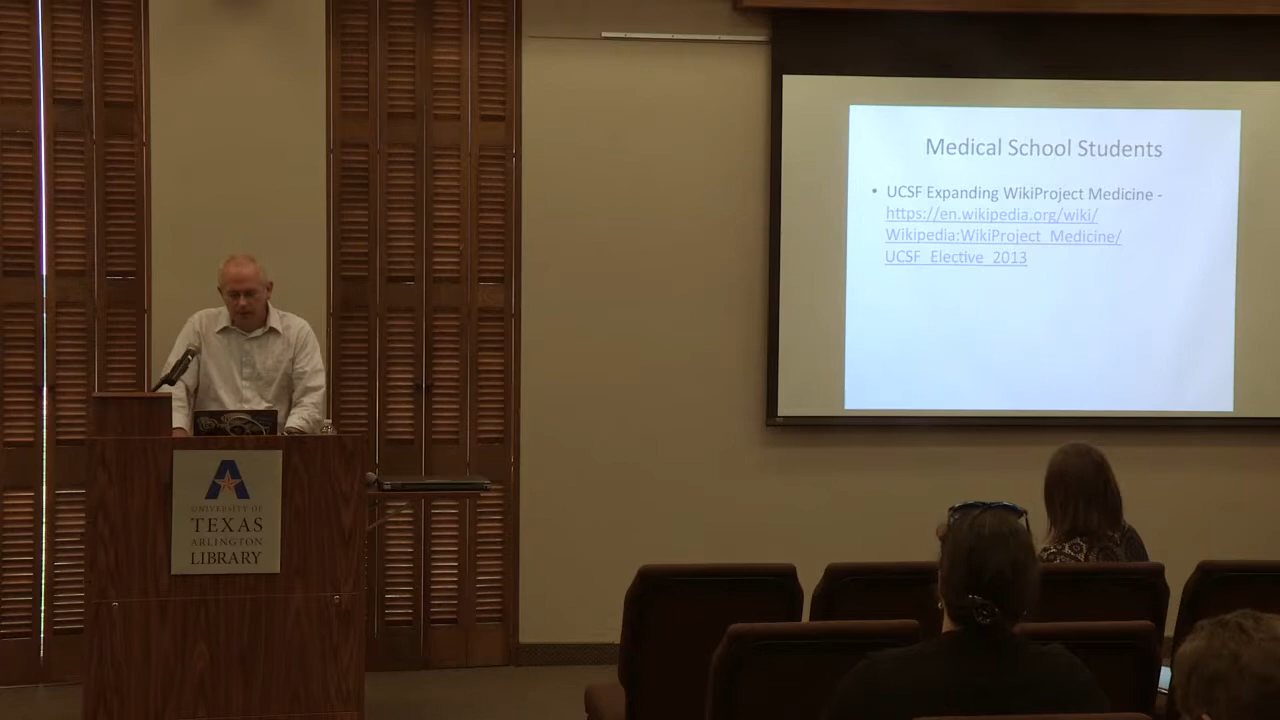 Medical School Students
• UCSF Expanding WikiProject Medicine -
https://en.wikipedia.org/wiki/
Wikipedia:WikiProject_Medicine/
UCSF_Elective_2013
UNIVERSITY OF
TEXAS
ARLINGTON
LIBRARY